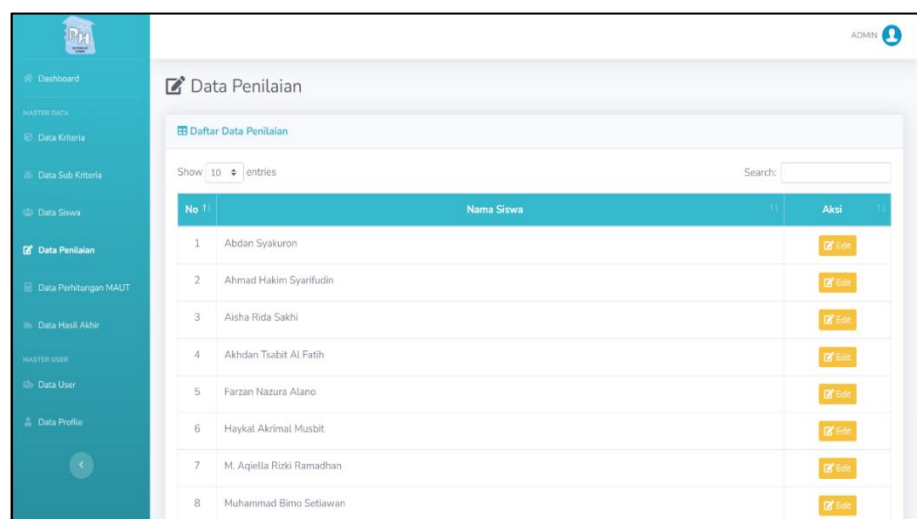 PH
ADMIN
Dashboard
Data Penilaian
MASTER DATA
Data Kriteria
Daftar Data Penilaian
Data Sub Kriteria
Show 10 entries Search:
Data Siswa
No Nama Siswa Aksi
Data Penilaian
1 Abdan Syakuron Edit
2 Ahmad Hakim Syarifudin Edit
Data Perhitungan MAUT
3 Aisha Rida Sakhi Edit
Data Hasil Akhir
4 Akhdan Tsabit Al Fatih Edit
MASTER USER
Data User
5 Farzan Nazura Alano Edit
Data Profile
6 Haykal Akrimal Musbit Edit
7 M. Aqiella Rizki Ramadhan Edit
8 Muhammad Bimo Setiawan Edit